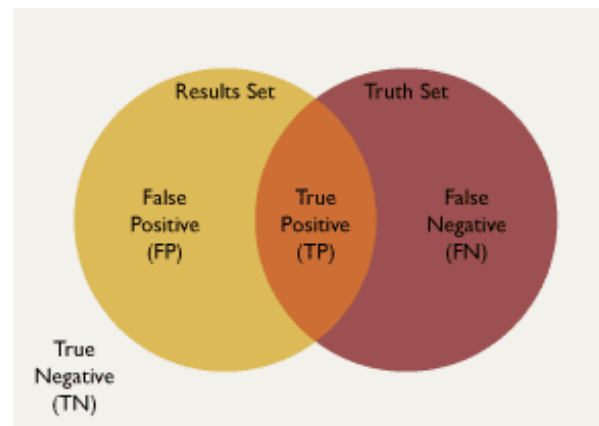 Results Set
Truth Set
False
Positive
(FP)
True
Positive
(TP)
False
Negative
(FN)
True
Negative
(TN)